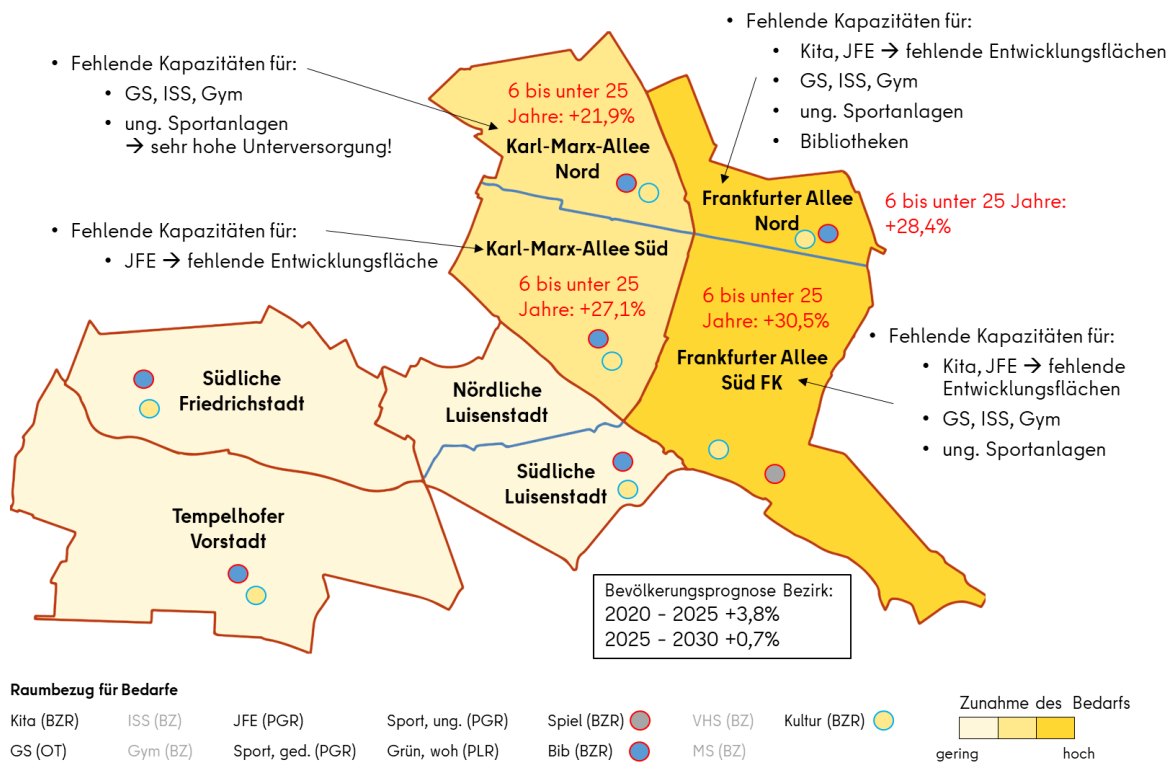 • Fehlende Kapazitäten für:
• GS, ISS, Gym
• ung. Sportanlagen
→ sehr hohe Unterversorgung!
• Fehlende Kapazitäten für:
• Kita, JFE → fehlende Entwicklungsflächen
• GS, ISS, Gym
• ung. Sportanlagen
• Bibliotheken
6 bis unter 25
Jahre: +21,9%
Karl-Marx-Allee
Nord
Frankfurter Allee
Nord
6 bis unter 25 Jahre:
+28,4%
• Fehlende Kapazitäten für:
• JFE → fehlende Entwicklungsfläche
Karl-Marx-Allee Süd
6 bis unter 25
Jahre: +27,1%
6 bis unter 25
Jahre: +30,5%
Frankfurter Allee
Süd FK
• Fehlende Kapazitäten für:
• Kita, JFE → fehlende
Entwicklungsflächen
• GS, ISS, Gym
• ung. Sportanlagen
Südliche
Friedrichstadt
Nördliche
Luisenstadt
Südliche
Luisenstadt
Tempelhofer
Vorstadt
Bevölkerungsprognose Bezirk:
2020 - 2025 +3,8%
2025 - 2030 +0,7%
Raumbezug für Bedarfe
Kita (BZR) ISS (BZ) JFE (PGR) Sport, ung. (PGR) Spiel (BZR) VHS (BZ) Kultur (BZR)
GS (OT) Gym (BZ) Sport, ged. (PGR) Grün, woh (PLR) Bib (BZR) MS (BZ)
Zunahme des Bedarfs
gering hoch